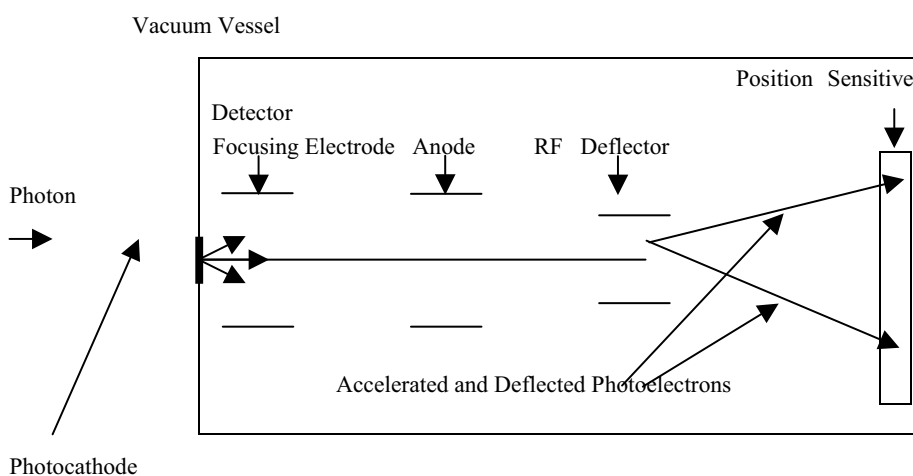 Vacuum Vessel
Position Sensitive
Detector
Focusing Electrode Anode RF Deflector
Photon
Accelerated and Deflected Photoelectrons
Photocathode